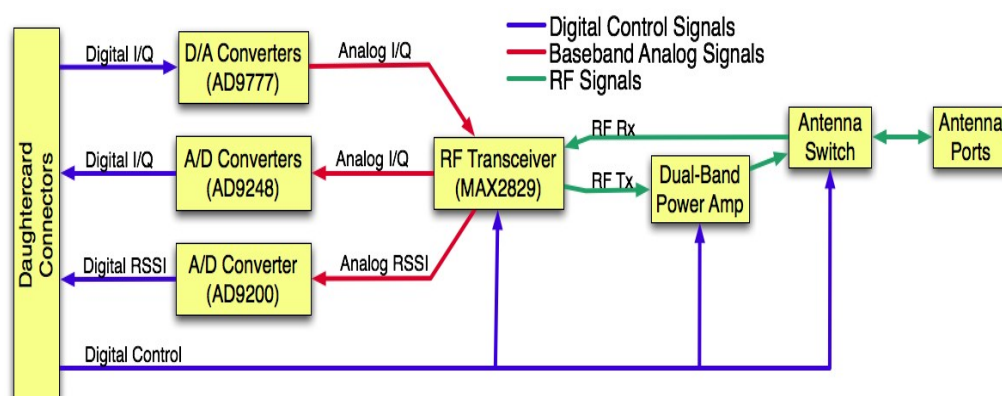 Digital Control Signals
Baseband Analog Signals
RF Signals
Daughtercard
Connectors
Digital I/Q
D/A Converters
(AD9777)
Analog I/Q
Digital I/Q
A/D Converters
(AD9248)
Analog I/Q
Digital RSSI
A/D Converter
(AD9200)
Analog RSSI
RF Transceiver
(MAX2829)
RF Rx
RF Tx
Dual-Band
Power Amp
Antenna
Switch
Antenna
Ports
Digital Control